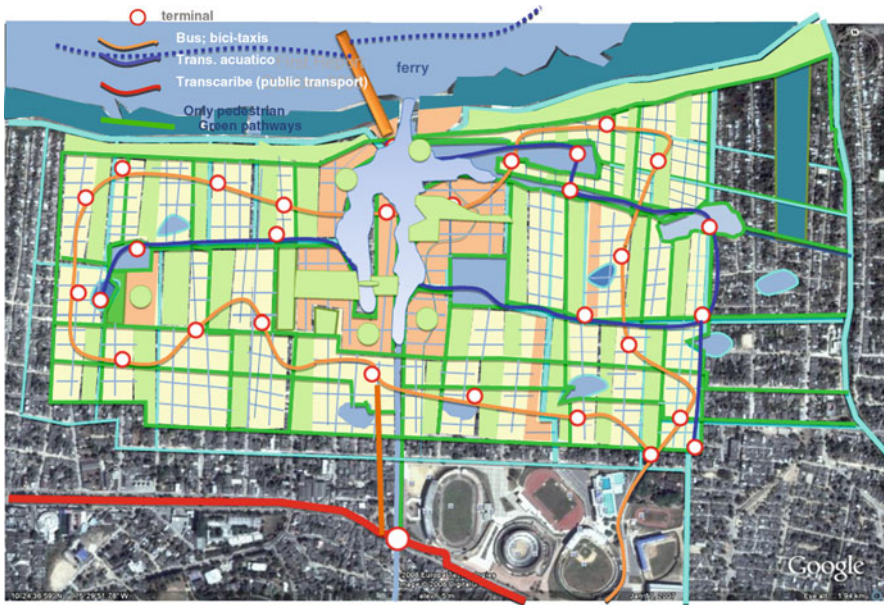 terminal
Bus; bici-taxis
Trans. acuatico
ferry
Transcaribe (public transport)
Only pedestrian
Green pathways
Google